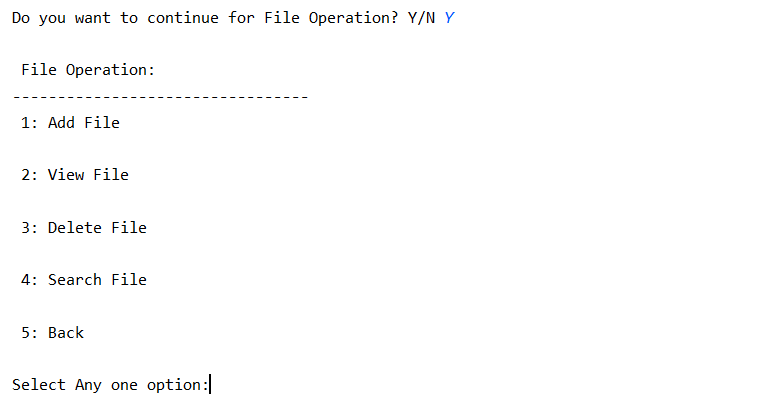 Do you want to continue for File Operation? Y/N Y
File Operation:
---------------------------------
1: Add File
2: View File
3: Delete File
4: Search File
5: Back
Select Any one option: